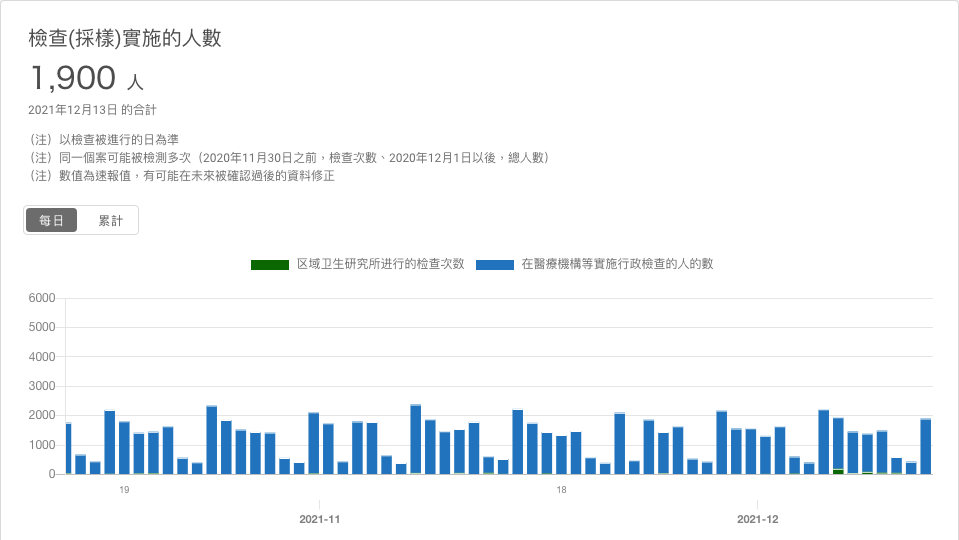 檢查(採樣)實施的人數
1,900 人
2021年12月13日 的合計
（注）以檢查被進行的日為準
（注）同一個案可能被檢測多次（2020年11月30日之前，檢查次數、2020年12月1日以後，總人數）
（注）數值為速報值，有可能在未來被確認過後的資料修正
每日 累計
区域卫生研究所进行的检查次数 在醫療機構等實施行政檢查的人的數
6000
5000
4000
3000
2000
1000
0
19 18
2021-11 2021-12